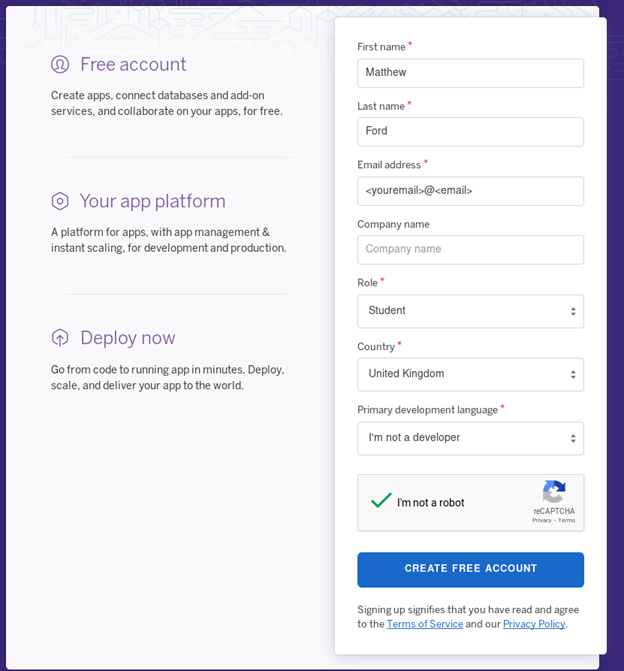 Free account
Create apps, connect databases and add-on
services, and collaborate on your apps, for free.
Your app platform
A platform for apps, with app management &
instant scaling, for development and production.
Deploy now
Go from code to running app in minutes. Deploy,
scale, and deliver your app to the world.
First name *
Matthew
Last name *
Ford
Email address *
<youremail>@<email>
Company name
Company name
Role *
Student
Country *
United Kingdom
Primary development language *
I'm not a developer
I'm not a robot
reCAPTCHA
Privacy - Terms
CREATE FREE ACCOUNT
Signing up signifies that you have read and agree
to the Terms of Service and our Privacy Policy.